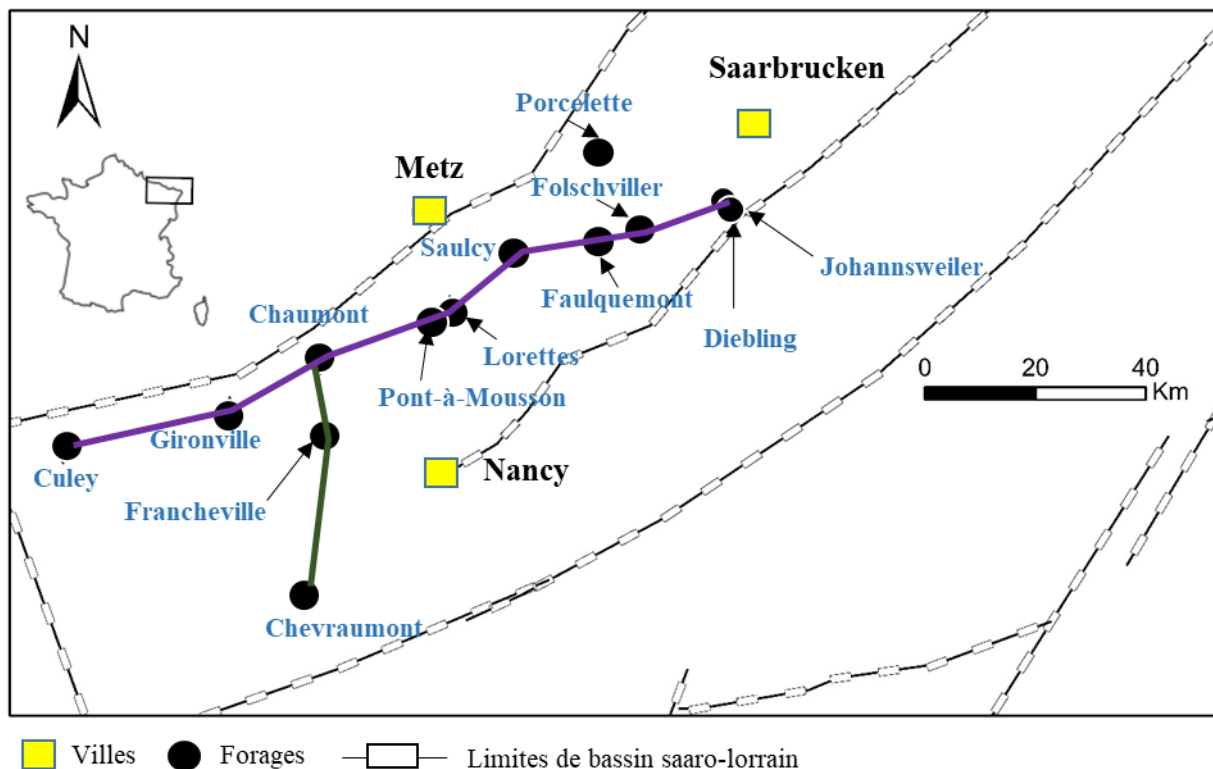 N
Saarbrucken
Porcelette
Metz
Folschviller
Saulcy
Johannsweiler
Faulquemont
Chaumont
Diebling
Lorettes
0 20 40
Km
Pont-à-Mousson
Gironville
Culey
Nancy
Francheville
Chevraumont
Villes Forages Limites de bassin saaro-lorrain